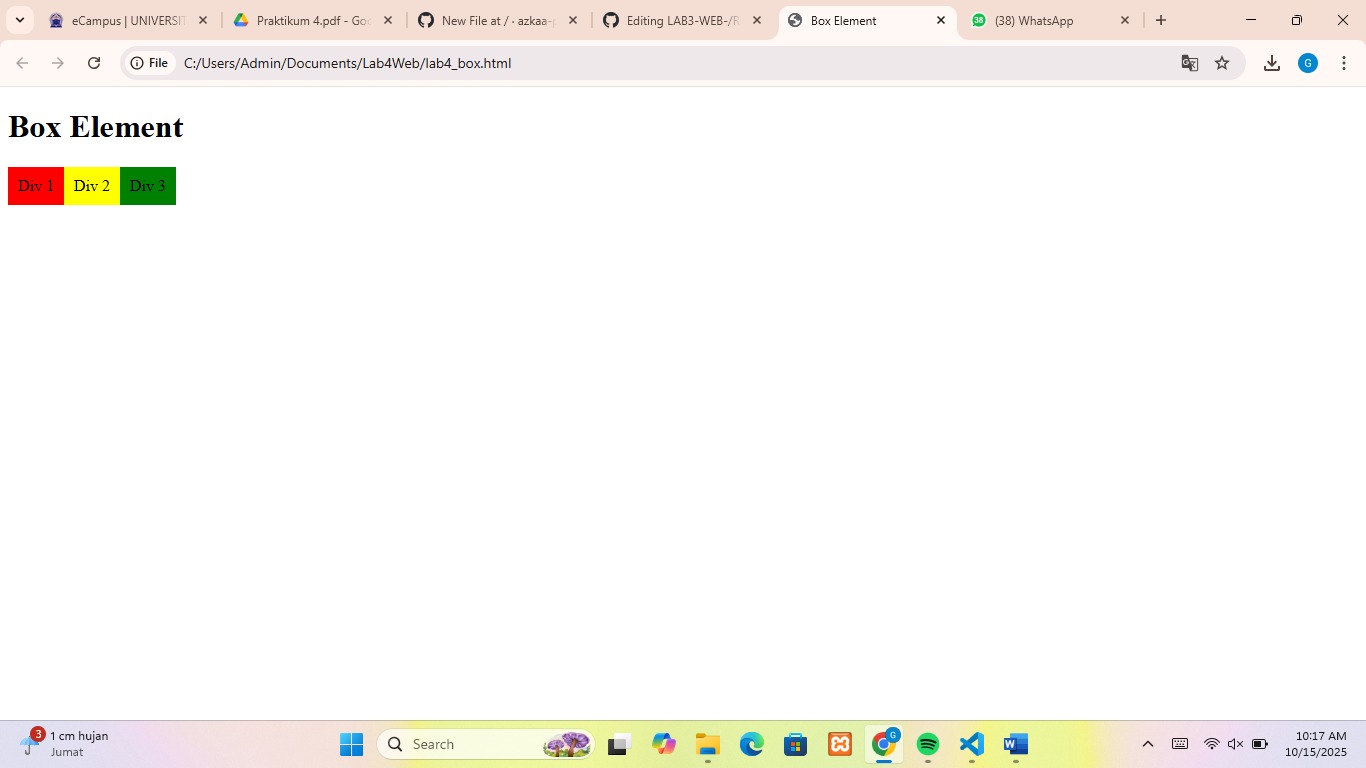 eCampus | UNIVERSIT
Praktikum 4.pdf - Goo
New File at / · azkaa-p
Editing LAB3-WEB-/R
Box Element
38
(38) WhatsApp
File
C:/Users/Admin/Documents/Lab4Web/lab4_box.html
G
Box Element
Div 1 Div 2 Div 3
3
1 cm hujan
Jumat
Search
G
10:17 AM
10/15/2025